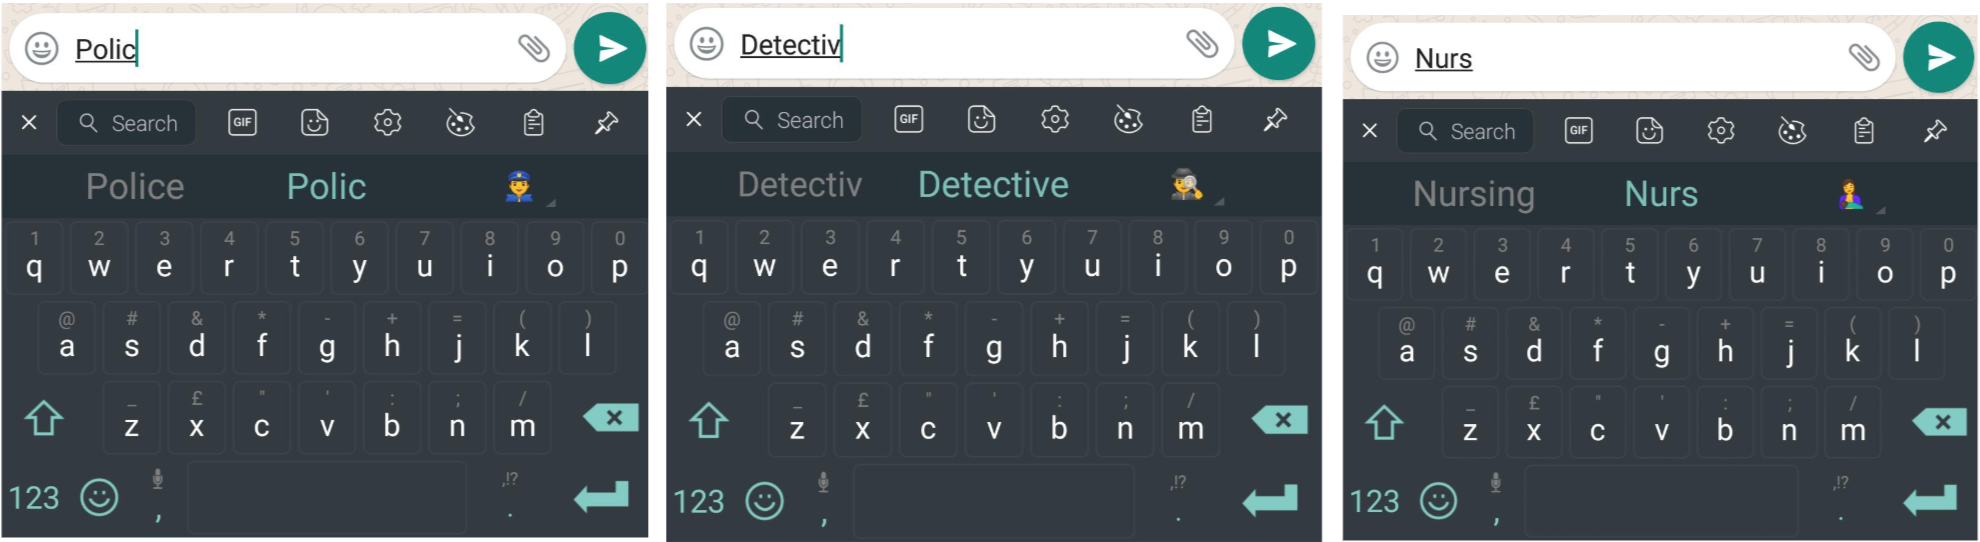 Polic
Search GIF
Police Polic
1 2 3 4 5 6 7 8 9 0
q w e r t y u i o p
@ # & * - + = ( )
a s d f g h j k l
_ £ " ' : ; /
z x c v b n m
,!?
123 , .
Detectiv
Search GIF
Detectiv Detective
1 2 3 4 5 6 7 8 9 0
q w e r t y u i o p
@ # & * - + = ( )
a s d f g h j k l
_ £ " ' : ; /
z x c v b n m
,!?
123 , .
Nurs
Search GIF
Nursing Nurs
1 2 3 4 5 6 7 8 9 0
q w e r t y u i o p
@ # & * - + = ( )
a s d f g h j k l
_ £ " ' : ; /
z x c v b n m
,!?
123 , .